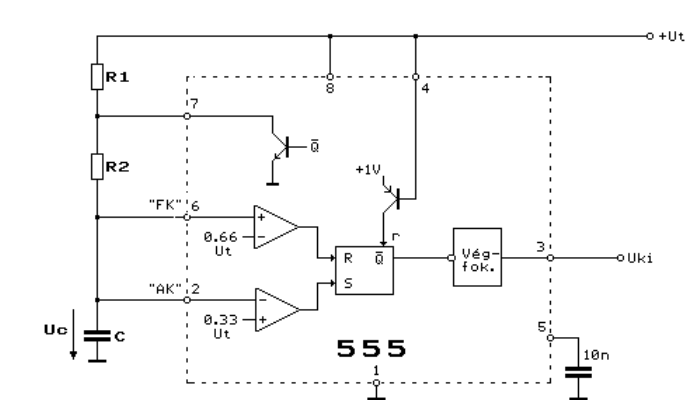 +Ut
R1
8
4
7
Q̅
R2
+1V
"FK" 6
+
0.66
Ut
-
r
R Q̅
S
Vég-
fok.
3
Uki
"AK" 2
-
0.33
Ut
+
Uc
C
555
5
10n
1